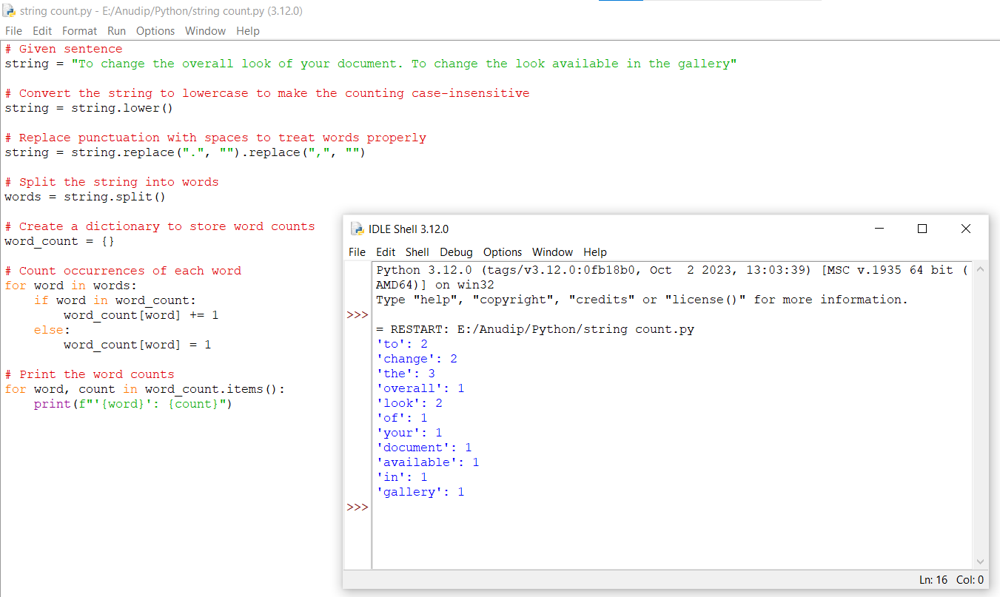 string count.py - E:/Anudip/Python/string count.py (3.12.0)
File Edit Format Run Options Window Help
# Given sentence
string = "To change the overall look of your document. To change the look available in the gallery"

# Convert the string to lowercase to make the counting case-insensitive
string = string.lower()

# Replace punctuation with spaces to treat words properly
string = string.replace(".", "").replace(",", "")

# Split the string into words
words = string.split()

# Create a dictionary to store word counts
word_count = {}

# Count occurrences of each word
for word in words:
    if word in word_count:
        word_count[word] += 1
    else:
        word_count[word] = 1

# Print the word counts
for word, count in word_count.items():
    print(f"'{word}': {count}")

IDLE Shell 3.12.0
File Edit Shell Debug Options Window Help
Python 3.12.0 (tags/v3.12.0:0fb18b0, Oct  2 2023, 13:03:39) [MSC v.1935 64 bit (
AMD64)] on win32
Type "help", "copyright", "credits" or "license()" for more information.
>>>
= RESTART: E:/Anudip/Python/string count.py
'to': 2
'change': 2
'the': 3
'overall': 1
'look': 2
'of': 1
'your': 1
'document': 1
'available': 1
'in': 1
'gallery': 1
>>>
Ln: 16 Col: 0